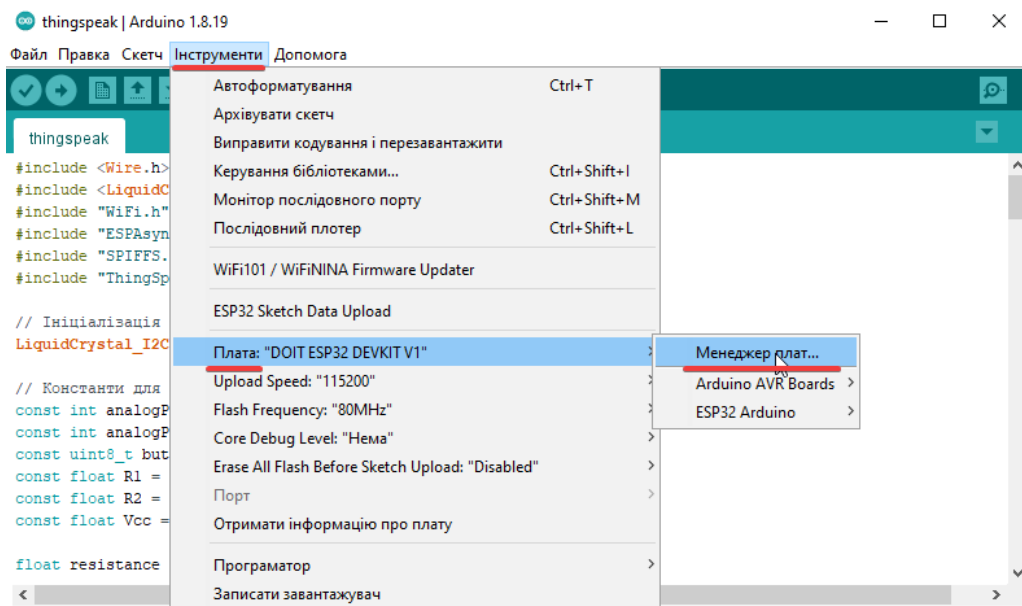 thingspeak | Arduino 1.8.19
Файл Правка Скетч Інструменти Допомога
thingspeak
#include <Wire.h>
#include <LiquidC
#include "WiFi.h"
#include "ESPAsyn
#include "SPIFFS.
#include "ThingSp
// Ініціалізація
LiquidCrystal_I2C
// Константи для
const int analogP
const int analogP
const uint8_t but
const float R1 =
const float R2 =
const float Vcc =
float resistance
Автоформатування Ctrl+T
Архівувати скетч
Виправити кодування і перезавантажити
Керування бібліотеками... Ctrl+Shift+I
Монітор послідовного порту Ctrl+Shift+M
Послідовний плотер Ctrl+Shift+L
WiFi101 / WiFiNINA Firmware Updater
ESP32 Sketch Data Upload
Плата: "DOIT ESP32 DEVKIT V1"
Upload Speed: "115200"
Flash Frequency: "80MHz"
Core Debug Level: "Нема"
Erase All Flash Before Sketch Upload: "Disabled"
Порт
Отримати інформацію про плату
Програматор
Записати завантажувач
Менеджер плат...
Arduino AVR Boards
ESP32 Arduino